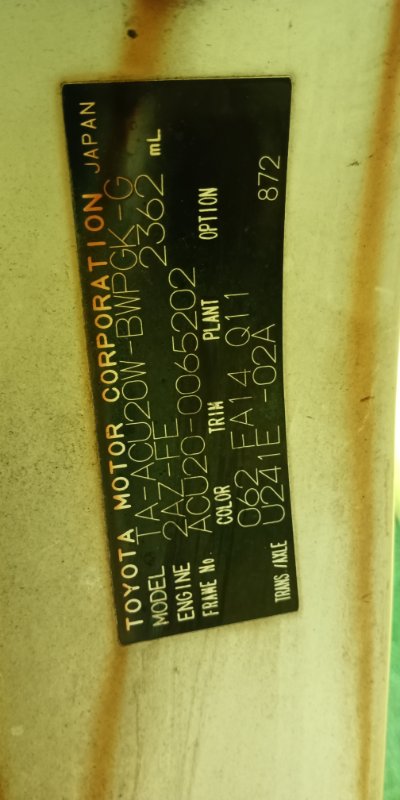 TOYOTA MOTOR CORPORATION JAPAN
MODEL TA-ACU20W-BWPGK-G
ENGINE 2AZ-FE 2362 mL
FRAME No. ACU20-0065202
COLOR TRIM PLANT OPTION
062 FA14 Q11
TRANS/AXLE U241E -02A 872